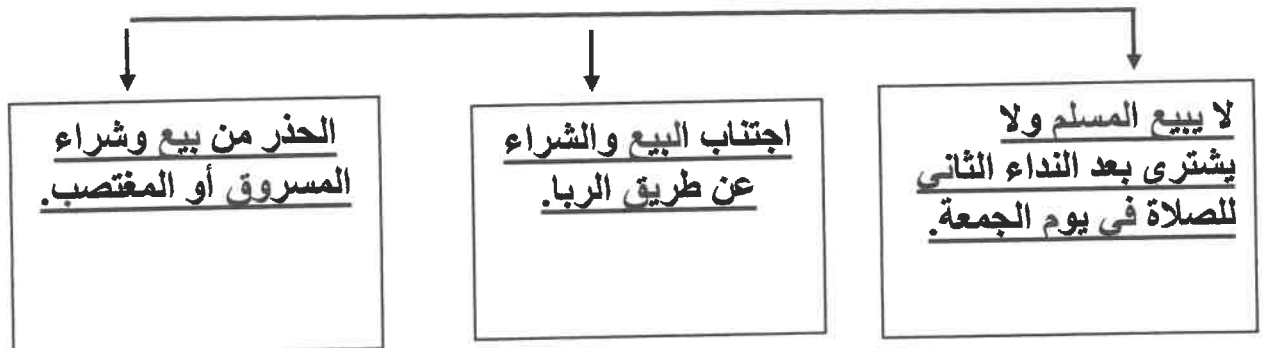 لا يبيع المسلم ولا
يشترى بعد النداء الثاني
للصلاة في يوم الجمعة.
اجتناب البيع والشراء
عن طريق الربا.
الحذر من بيع وشراء
المسروق أو المغتصب.